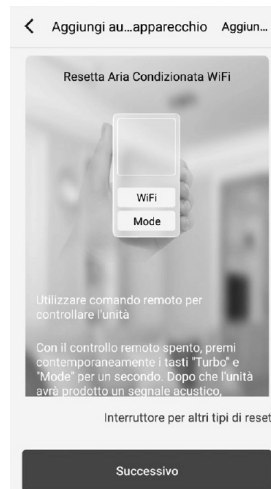 Aggiungi au...apparecchio Aggiun...
Resetta Aria Condizionata WiFi
WiFi
Mode
Utilizzare comando remoto per
controllare l'unità
Con il controllo remoto spento, premi
contemporaneamente i tasti "Turbo" e
"Mode" per un secondo. Dopo che l'unità
avrà prodotto un segnale acustico,
Interruttore per altri tipi di reset
Successivo